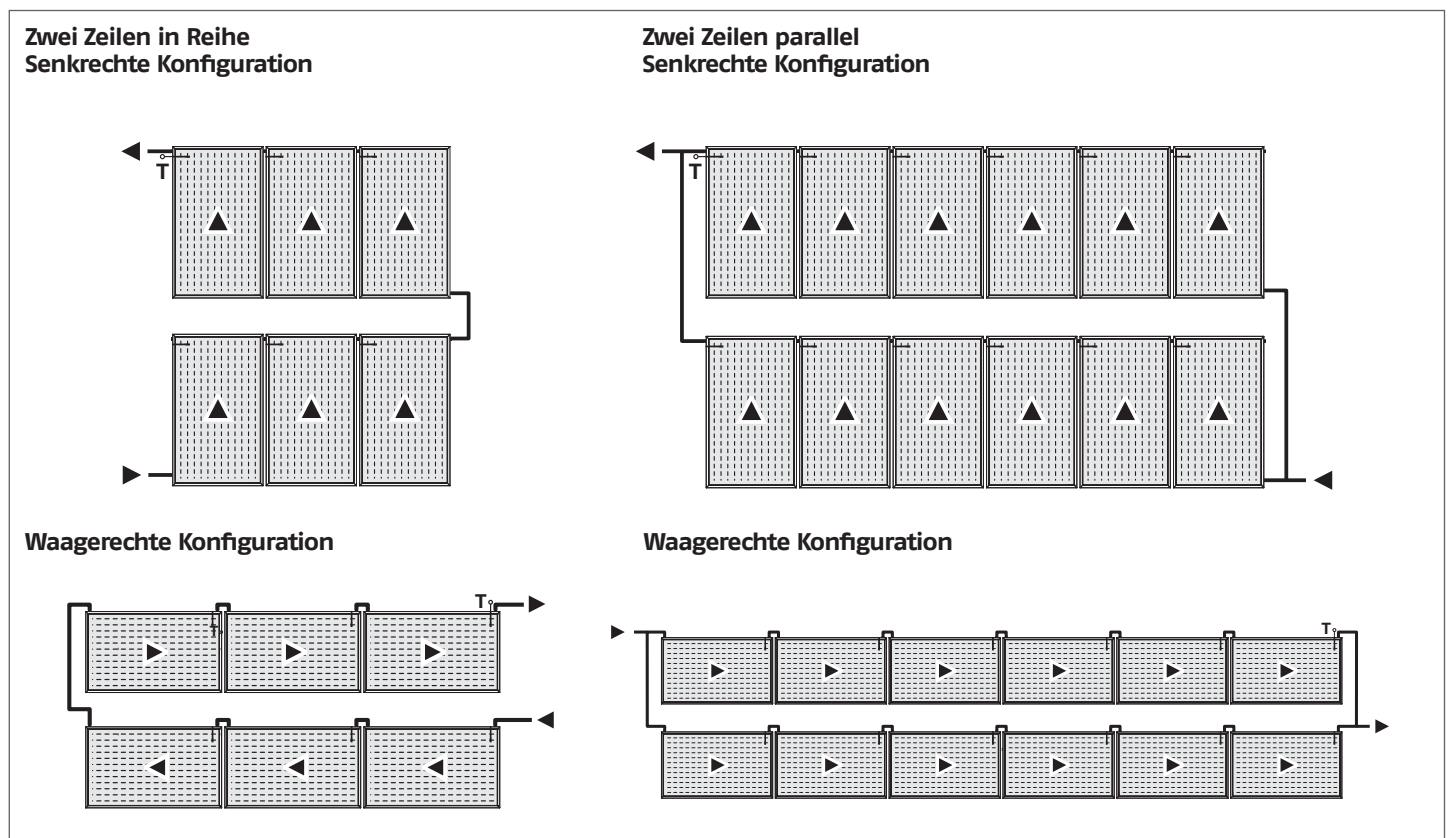 Zwei Zeilen in Reihe
Senkrechte Konfiguration
T
Zwei Zeilen parallel
Senkrechte Konfiguration
T
Waagerechte Konfiguration
T
T
Waagerechte Konfiguration
T